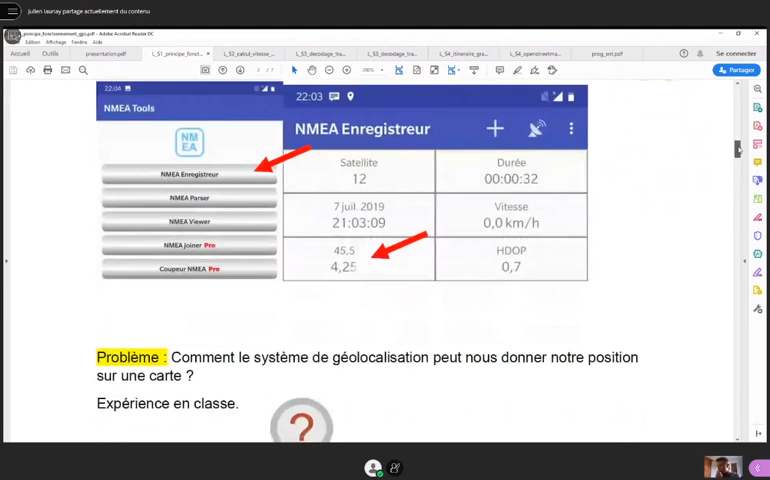 Julien launay partage actuellement du contenu
principe_fonctionnement_gps.pdf - Adobe Acrobat Reader DC
Edition Affichage Fenêtre Aide
Accueil Outils presentation.pdf L_S1_principe_foncti... × L_S2_calcul_vitesse_... L_S3_decodage_tra... L_S3_decodage_tra... L_S4_itineraire_gra... L_S4_openstreetma... prog_snt.pdf Se connecter
200% Partager
22:04
NMEA Tools
NM
EA
NMEA Enregistreur
NMEA Parser
NMEA Viewer
NMEA Joiner Pro
Coupeur NMEA Pro
22:03
NMEA Enregistreur
Satellite
12
Durée
00:00:32
7 juil. 2019
21:03:09
Vitesse
0,0 km/h
45,5
4,25
HDOP
0,7
Problème : Comment le système de géolocalisation peut nous donner notre position
sur une carte ?
Expérience en classe.
?